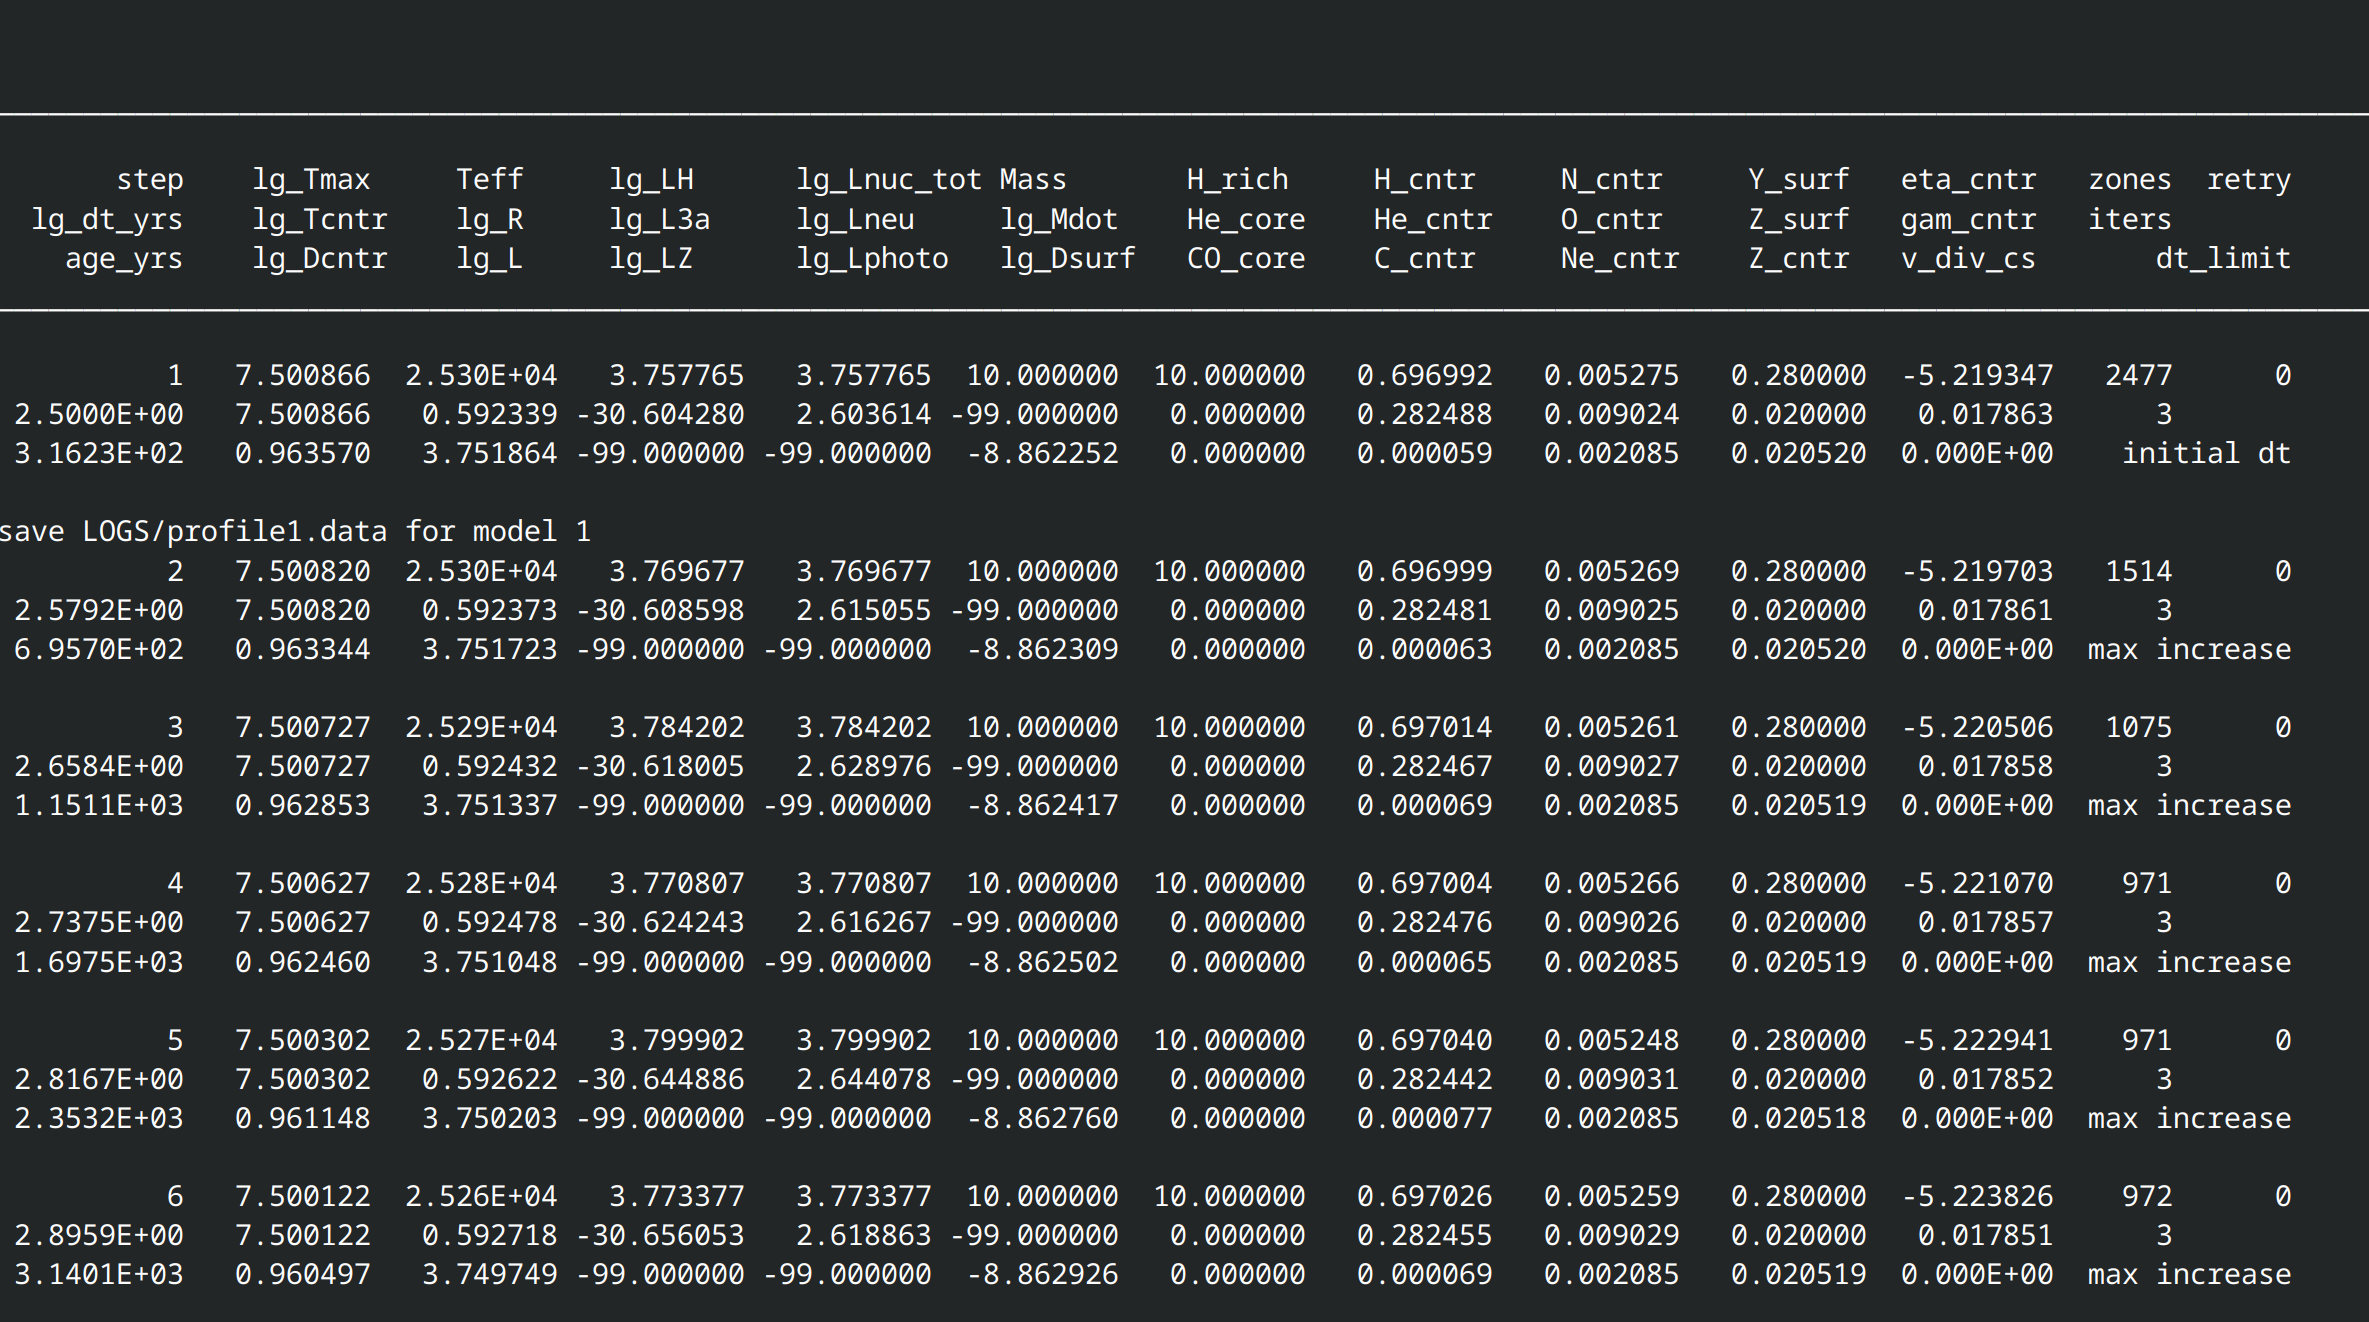 step lg_Tmax Teff lg_LH lg_Lnuc_tot Mass H_rich H_cntr N_cntr Y_surf eta_cntr zones retry
lg_dt_yrs lg_Tcntr lg_R lg_L3a lg_Lneu lg_Mdot He_core He_cntr O_cntr Z_surf gam_cntr iters
age_yrs lg_Dcntr lg_L lg_LZ lg_Lphoto lg_Dsurf CO_core C_cntr Ne_cntr Z_cntr v_div_cs dt_limit
1 7.500866 2.530E+04 3.757765 3.757765 10.000000 10.000000 0.696992 0.005275 0.280000 -5.219347 2477 0
2.5000E+00 7.500866 0.592339 -30.604280 2.603614 -99.000000 0.000000 0.282488 0.009024 0.020000 0.017863 3
3.1623E+02 0.963570 3.751864 -99.000000 -99.000000 -8.862252 0.000000 0.000059 0.002085 0.020520 0.000E+00 initial dt
save LOGS/profile1.data for model 1
2 7.500820 2.530E+04 3.769677 3.769677 10.000000 10.000000 0.696999 0.005269 0.280000 -5.219703 1514 0
2.5792E+00 7.500820 0.592373 -30.608598 2.615055 -99.000000 0.000000 0.282481 0.009025 0.020000 0.017861 3
6.9570E+02 0.963344 3.751723 -99.000000 -99.000000 -8.862309 0.000000 0.000063 0.002085 0.020520 0.000E+00 max increase
3 7.500727 2.529E+04 3.784202 3.784202 10.000000 10.000000 0.697014 0.005261 0.280000 -5.220506 1075 0
2.6584E+00 7.500727 0.592432 -30.618005 2.628976 -99.000000 0.000000 0.282467 0.009027 0.020000 0.017858 3
1.1511E+03 0.962853 3.751337 -99.000000 -99.000000 -8.862417 0.000000 0.000069 0.002085 0.020519 0.000E+00 max increase
4 7.500627 2.528E+04 3.770807 3.770807 10.000000 10.000000 0.697004 0.005266 0.280000 -5.221070 971 0
2.7375E+00 7.500627 0.592478 -30.624243 2.616267 -99.000000 0.000000 0.282476 0.009026 0.020000 0.017857 3
1.6975E+03 0.962460 3.751048 -99.000000 -99.000000 -8.862502 0.000000 0.000065 0.002085 0.020519 0.000E+00 max increase
5 7.500302 2.527E+04 3.799902 3.799902 10.000000 10.000000 0.697040 0.005248 0.280000 -5.222941 971 0
2.8167E+00 7.500302 0.592622 -30.644886 2.644078 -99.000000 0.000000 0.282442 0.009031 0.020000 0.017852 3
2.3532E+03 0.961148 3.750203 -99.000000 -99.000000 -8.862760 0.000000 0.000077 0.002085 0.020518 0.000E+00 max increase
6 7.500122 2.526E+04 3.773377 3.773377 10.000000 10.000000 0.697026 0.005259 0.280000 -5.223826 972 0
2.8959E+00 7.500122 0.592718 -30.656053 2.618863 -99.000000 0.000000 0.282455 0.009029 0.020000 0.017851 3
3.1401E+03 0.960497 3.749749 -99.000000 -99.000000 -8.862926 0.000000 0.000069 0.002085 0.020519 0.000E+00 max increase